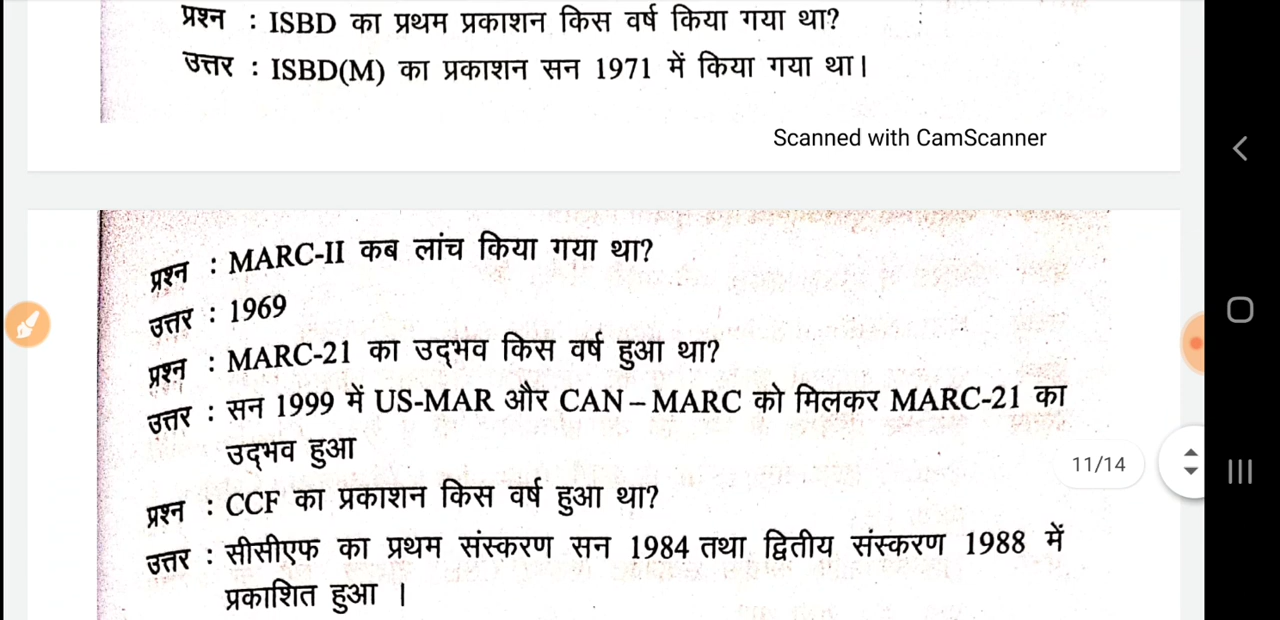 प्रश्न : ISBD का प्रथम प्रकाशन किस वर्ष किया गया था?
उत्तर : ISBD(M) का प्रकाशन सन 1971 में किया गया था।
Scanned with CamScanner
प्रश्न : MARC-II कब लांच किया गया था?
उत्तर : 1969
प्रश्न : MARC-21 का उद्भव किस वर्ष हुआ था?
उत्तर : सन 1999 में US-MAR और CAN – MARC को मिलकर MARC-21 का
उद्भव हुआ
11/14
प्रश्न : CCF का प्रकाशन किस वर्ष हुआ था?
उत्तर : सीसीएफ का प्रथम संस्करण सन 1984 तथा द्वितीय संस्करण 1988 में
प्रकाशित हुआ ।